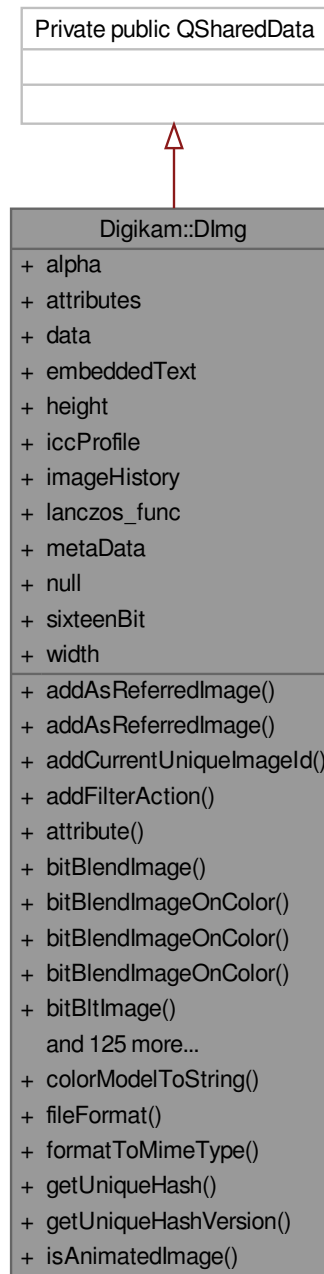 Private public QSharedData
Digikam::DImg
+ alpha
+ attributes
+ data
+ embeddedText
+ height
+ iccProfile
+ imageHistory
+ lanczos_func
+ metaData
+ null
+ sixteenBit
+ width
+ addAsReferredImage()
+ addAsReferredImage()
+ addCurrentUniqueImageId()
+ addFilterAction()
+ attribute()
+ bitBlendImage()
+ bitBlendImageOnColor()
+ bitBlendImageOnColor()
+ bitBlendImageOnColor()
+ bitBltImage()
and 125 more...
+ colorModelToString()
+ fileFormat()
+ formatToMimeType()
+ getUniqueHash()
+ getUniqueHashVersion()
+ isAnimatedImage()